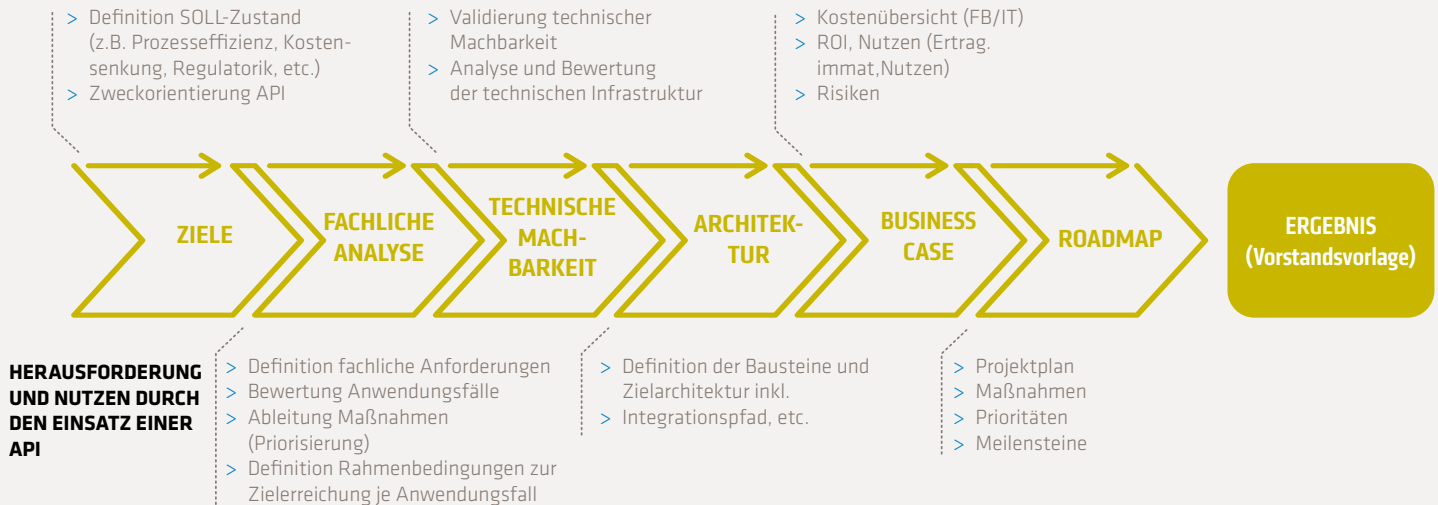 > Definition SOLL-Zustand
(z.B. Prozesseffizienz, Kosten-
senkung, Regulatorik, etc.)
> Zweckorientierung API
> Validierung technischer
Machbarkeit
> Analyse und Bewertung
der technischen Infrastruktur
> Kostenübersicht (FB/IT)
> ROI, Nutzen (Ertrag.
immat,Nutzen)
> Risiken
ZIELE
FACHLICHE
ANALYSE
TECHNISCHE
MACH-
BARKEIT
ARCHITEK-
TUR
BUSINESS
CASE
ROADMAP
ERGEBNIS
(Vorstandsvorlage)
HERAUSFORDERUNG
UND NUTZEN DURCH
DEN EINSATZ EINER
API
> Definition fachliche Anforderungen
> Bewertung Anwendungsfälle
> Ableitung Maßnahmen
(Priorisierung)
> Definition Rahmenbedingungen zur
Zielerreichung je Anwendungsfall
> Definition der Bausteine und
Zielarchitektur inkl.
> Integrationspfad, etc.
> Projektplan
> Maßnahmen
> Prioritäten
> Meilensteine